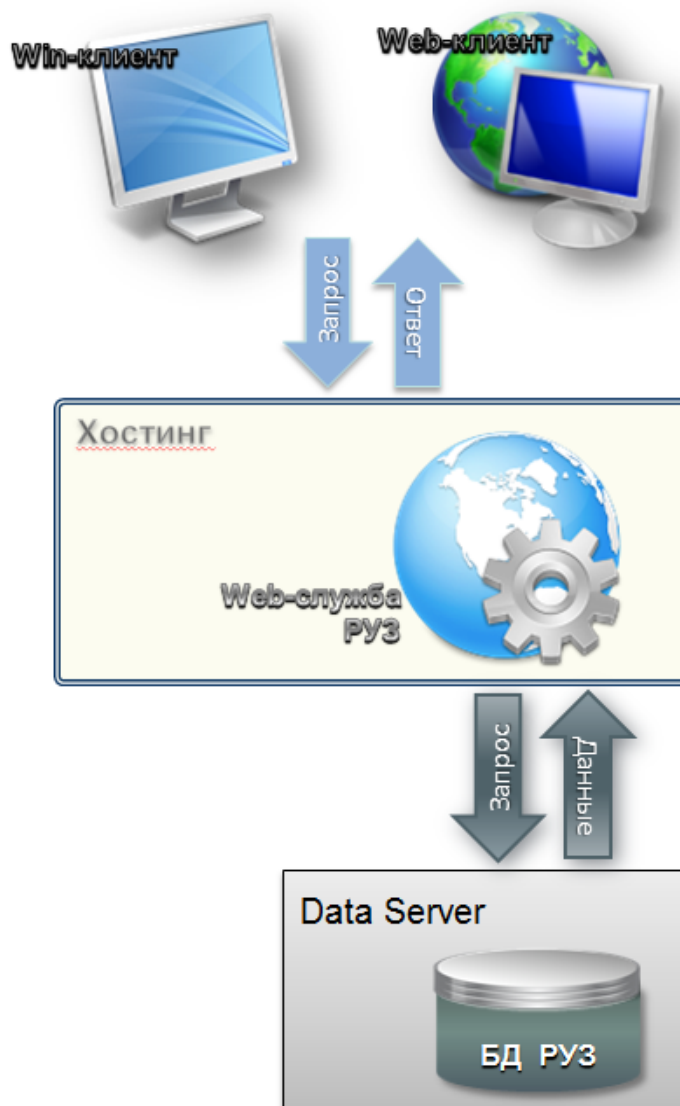 Win-клиент
Web-клиент
Запрос
Ответ
Хостинг
Web-служба
РУЗ
Запрос
Данные
Data Server
БД РУЗ